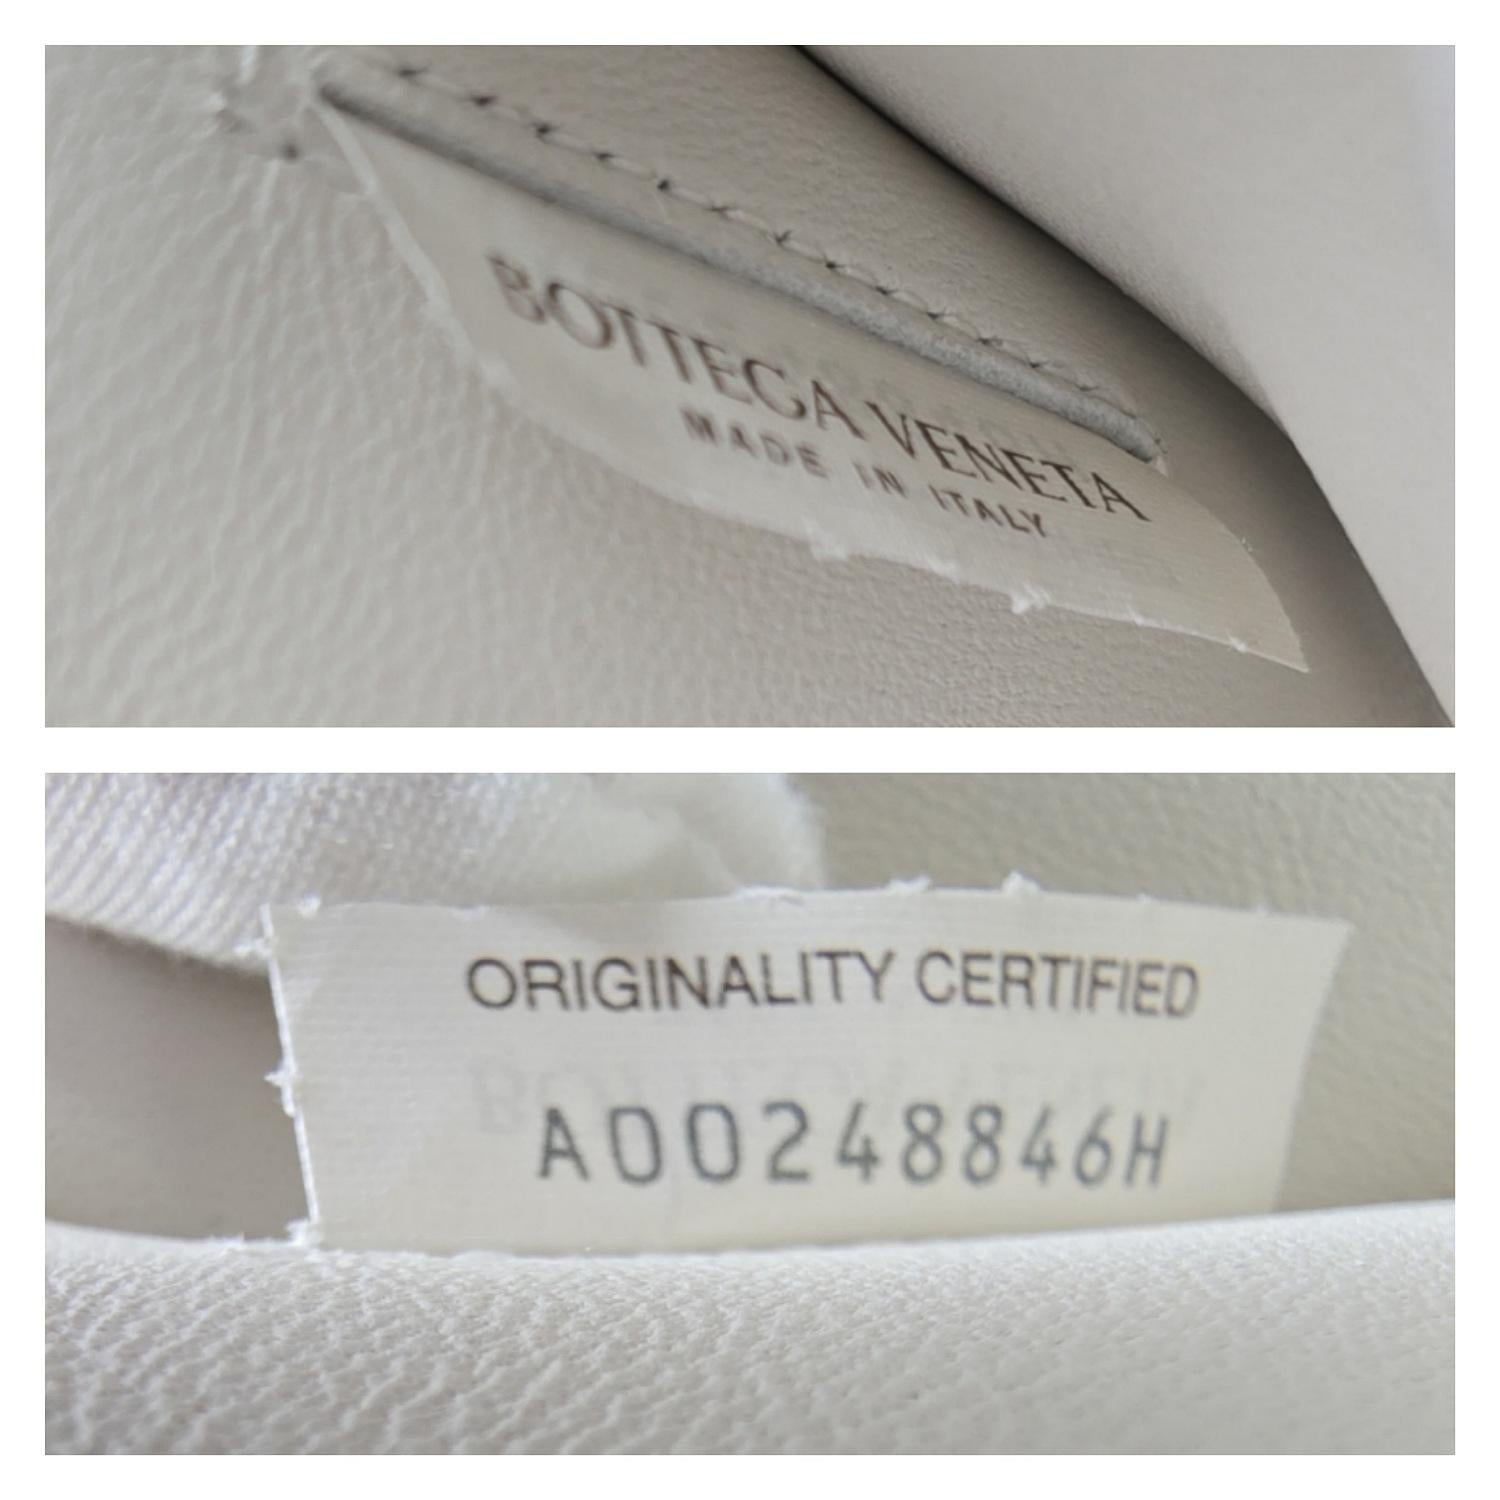 BOTTEGA VENETA
MADE IN ITALY
ORIGINALITY CERTIFIED
A00248846H